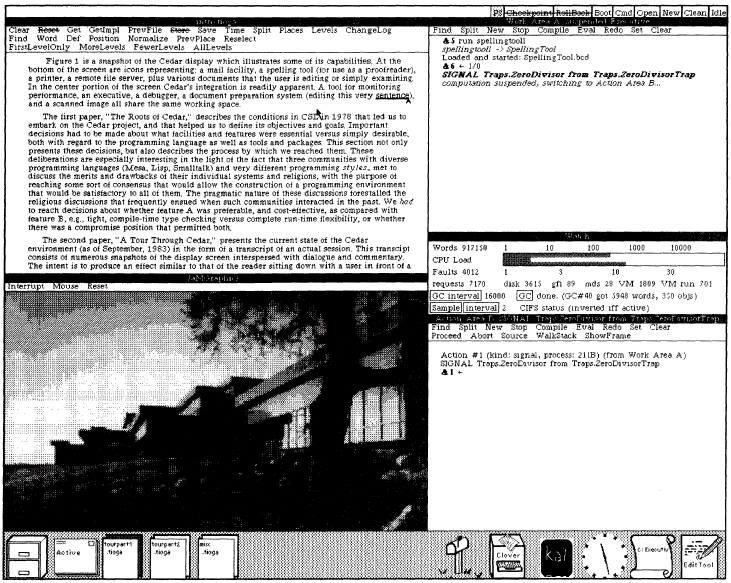 PS Checkpoint RollBack Boot Cmd Open New Clean Idle
intro.tioga
Clear Reset Get GetImpl PrevFile Store Save Time Split Places Levels ChangeLog
Find Word Def Position Normalize PrevPlace Reselect
FirstLevelOnly MoreLevels FewerLevels AllLevels
Figure 1 is a snapshot of the Cedar display which illustrates some of its capabilities. At the
bottom of the screen are icons representing: a mail facility, a spelling tool (for use as a proofreader),
a printer, a remote file server, plus various documents that the user is editing or simply examining.
In the center portion of the screen Cedar's integration is readily apparent. A tool for monitoring
performance, an executive, a debugger, a document preparation system (editing this very sentence),
and a scanned image all share the same working space.
The first paper, "The Roots of Cedar," describes the conditions in CSL in 1978 that led us to
embark on the Cedar project, and that helped us to define its objectives and goals. Important
decisions had to be made about what facilities and features were essential versus simply desirable,
both with regard to the programming language as well as tools and packages. This section not only
presents these decisions, but also describes the process by which we reached them. These
deliberations are especially interesting in the light of the fact that three communities with diverse
programming languages (Mesa, Lisp, Smalltalk) and very different programming styles, met to
discuss the merits and drawbacks of their individual systems and religions, with the purpose of
reaching some sort of consensus that would allow the construction of a programming environment
that would be satisfactory to all of them. The pragmatic nature of these discussions forestalled the
religious discussions that frequently ensued when such communities interacted in the past. We had
to reach decisions about whether feature A was preferable, and cost-effective, as compared with
feature B, e.g., tight, compile-time type checking versus complete run-time flexibility, or whether
there was a compromise position that permitted both.
The second paper, "A Tour Through Cedar," presents the current state of the Cedar
environment (as of September, 1983) in the form of a transcript of an actual session. This transcript
consists of numerous snapshots of the display screen interspersed with dialogue and commentary.
The intent is to produce an effect similar to that of the reader sitting down with a user in front of a
Work Area A: suspended Executive
Find Split New Stop Compile Eval Redo Set Clear
&5 run spellingtool
spellingtool -> SpellingTool
Loaded and started: SpellingTool.bcd
&6 ← 1/0
SIGNAL Traps.ZeroDivisor from Traps.ZeroDivisorTrap
computation suspended, switching to Action Area B...
Watch
Words 917150 1 10 100 1000 10000
CPU Load
Faults 4012 1 3 10 30
requests 7170 disk 3615 gfi 89 mds 28 VM 1889 VM run 701
GC interval 16000 GC done. (GC#40 got 5948 words, 350 objs)
Sample interval 2 CIFS status (inverted iff active)
Action Area B: SIGNAL Traps.ZeroDivisor from Traps.ZeroDivisorTrap
Find Split New Stop Compile Eval Redo Set Clear
Proceed Abort Source WalkStack ShowFrame
Action #1 (kind: signal, process: 211B) (from Work Area A)
SIGNAL Traps.ZeroDivisor from Traps.ZeroDivisorTrap
&1 ←
JaMGraphics
Interrupt Mouse Reset
Active
tourpart1
.tioga
tourpart2
.tioga
misc
.tioga
Clover
kal
C: Executiv
EditTool